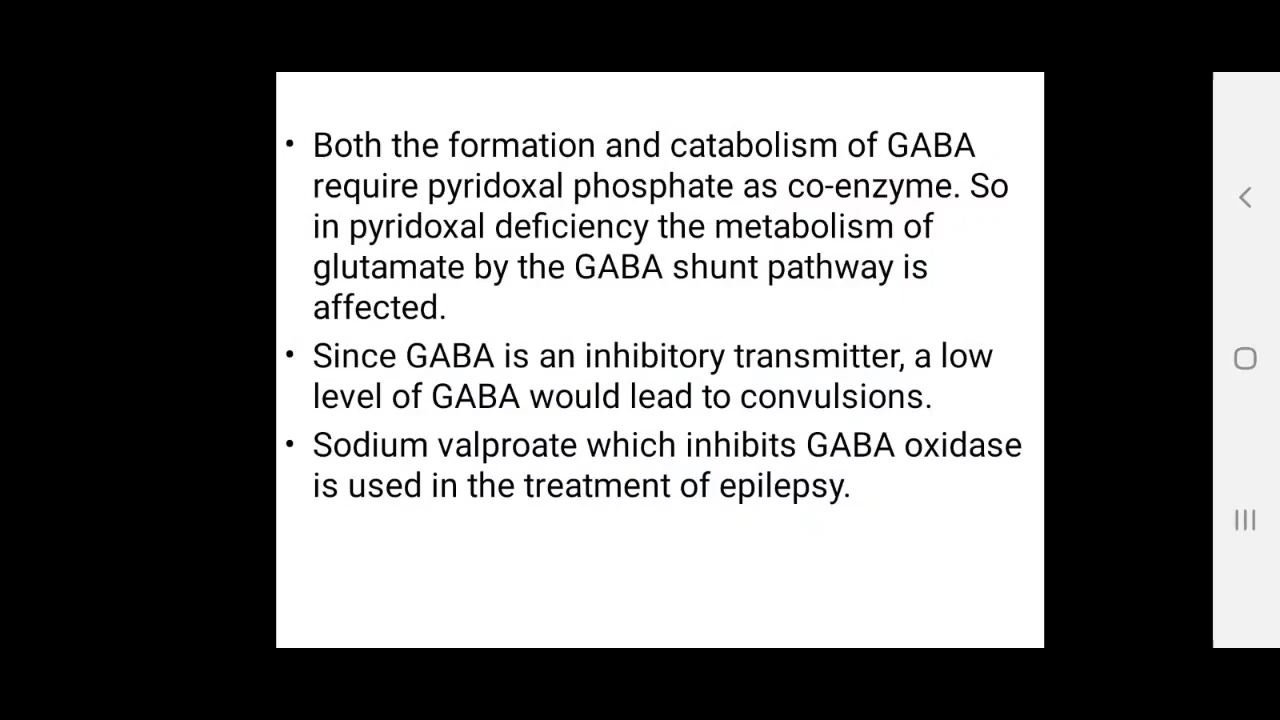 • Both the formation and catabolism of GABA
require pyridoxal phosphate as co-enzyme. So
in pyridoxal deficiency the metabolism of
glutamate by the GABA shunt pathway is
affected.
• Since GABA is an inhibitory transmitter, a low
level of GABA would lead to convulsions.
• Sodium valproate which inhibits GABA oxidase
is used in the treatment of epilepsy.